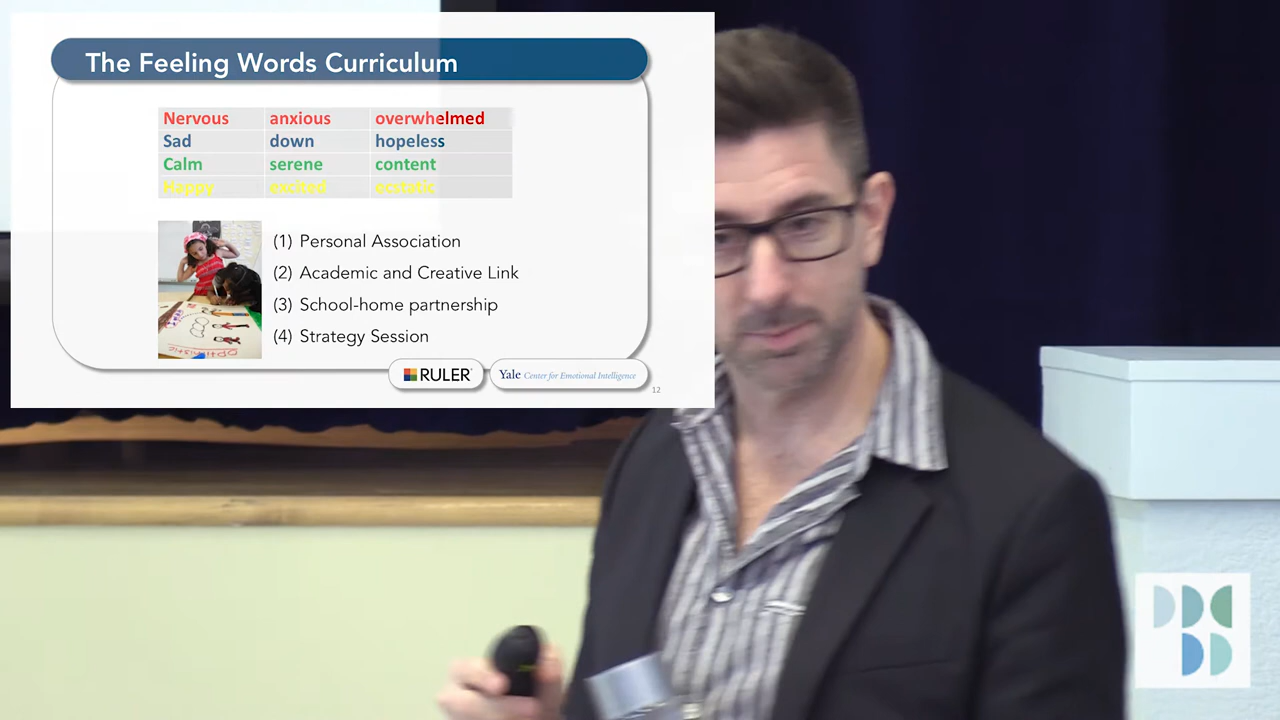 The Feeling Words Curriculum
Nervous anxious overwhelmed
Sad down hopeless
Calm serene content
Happy excited ecstatic
(1) Personal Association
(2) Academic and Creative Link
(3) School-home partnership
(4) Strategy Session
OPTIMISTIC
RULER
Yale Center for Emotional Intelligence
12